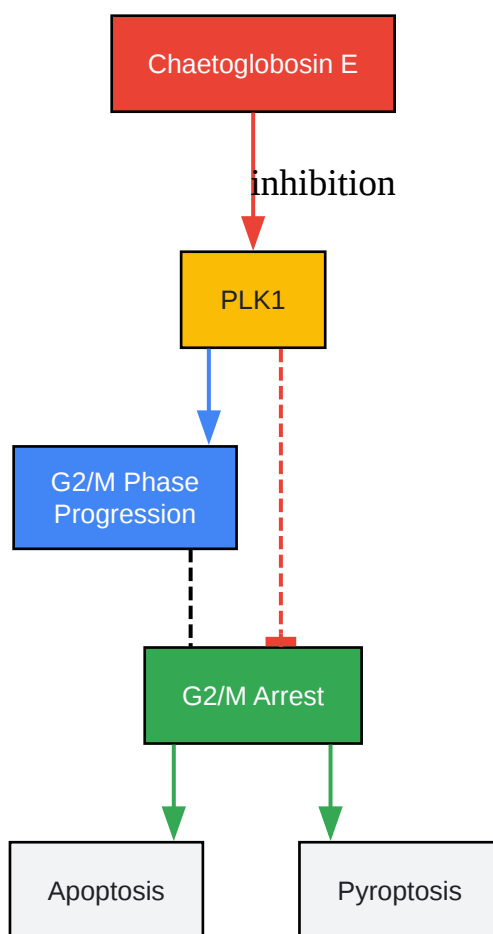 Chaetoglobosin E
inhibition
PLK1
G2/M Phase
Progression
G2/M Arrest
Apoptosis
Pyroptosis